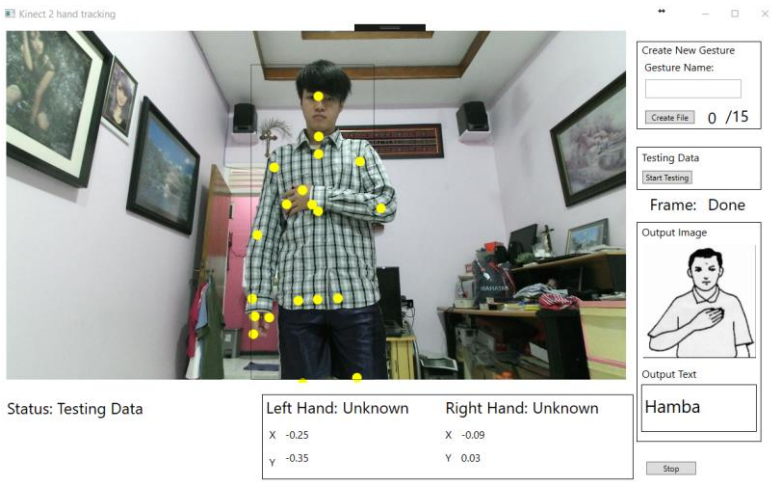 Kinect 2 hand tracking
Create New Gesture
Gesture Name:
Create File 0 /15
Testing Data
Start Testing
Frame: Done
Output Image
Output Text
Hamba
Stop
Status: Testing Data
Left Hand: Unknown Right Hand: Unknown
X -0.25 X -0.09
Y -0.35 Y 0.03